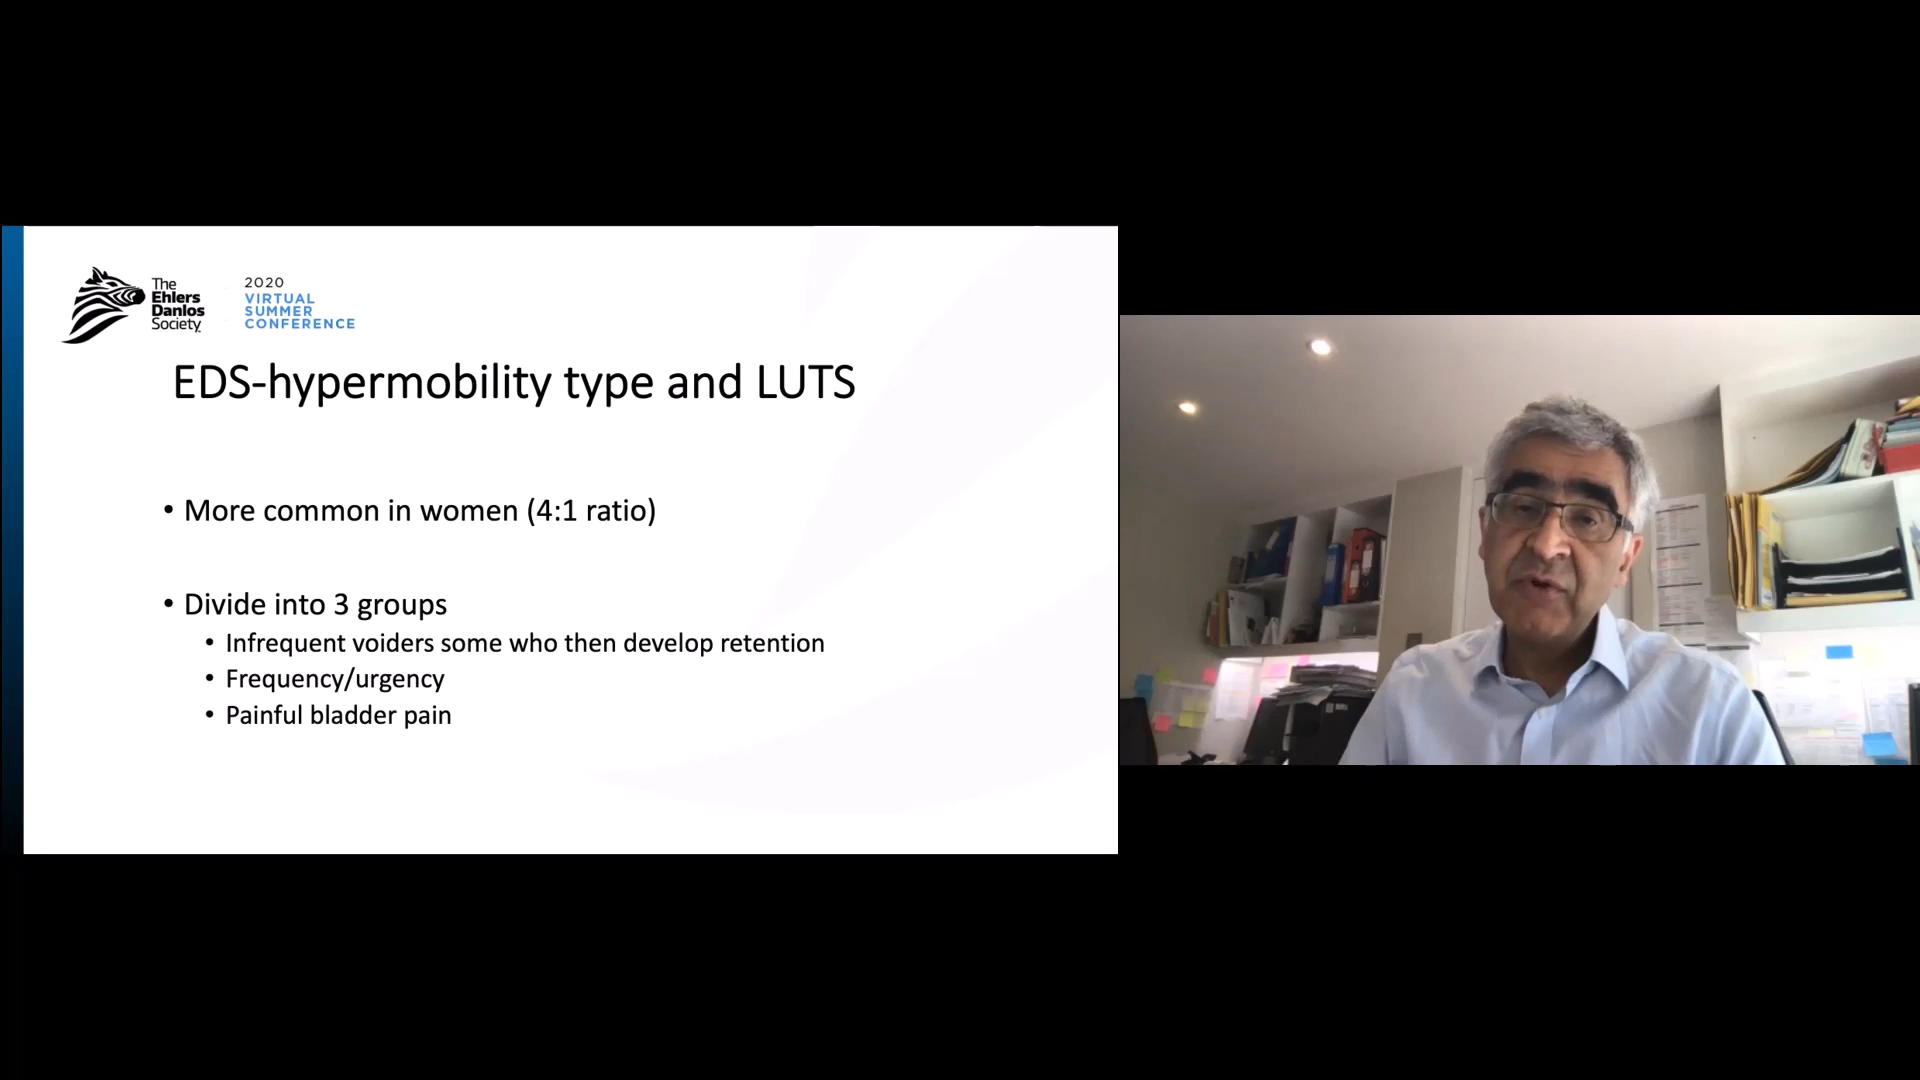 The
Ehlers
Danlos
Society
2020
VIRTUAL
SUMMER
CONFERENCE
EDS-hypermobility type and LUTS
• More common in women (4:1 ratio)
• Divide into 3 groups
• Infrequent voiders some who then develop retention
• Frequency/urgency
• Painful bladder pain